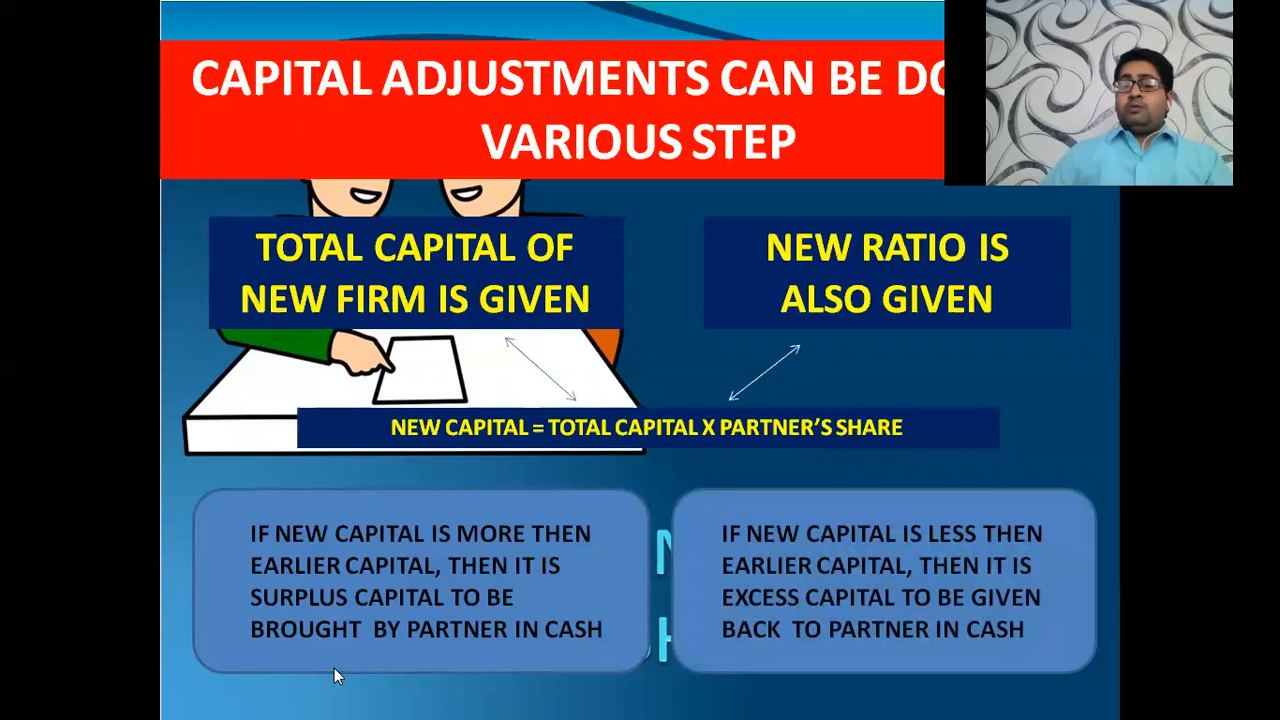 CAPITAL ADJUSTMENTS CAN BE
VARIOUS STEP
TOTAL CAPITAL OF
NEW FIRM IS GIVEN
NEW RATIO IS
ALSO GIVEN
NEW CAPITAL = TOTAL CAPITAL X PARTNER'S SHARE
IF NEW CAPITAL IS MORE THEN
EARLIER CAPITAL, THEN IT IS
SURPLUS CAPITAL TO BE
BROUGHT BY PARTNER IN CASH
IF NEW CAPITAL IS LESS THEN
EARLIER CAPITAL, THEN IT IS
EXCESS CAPITAL TO BE GIVEN
BACK TO PARTNER IN CASH